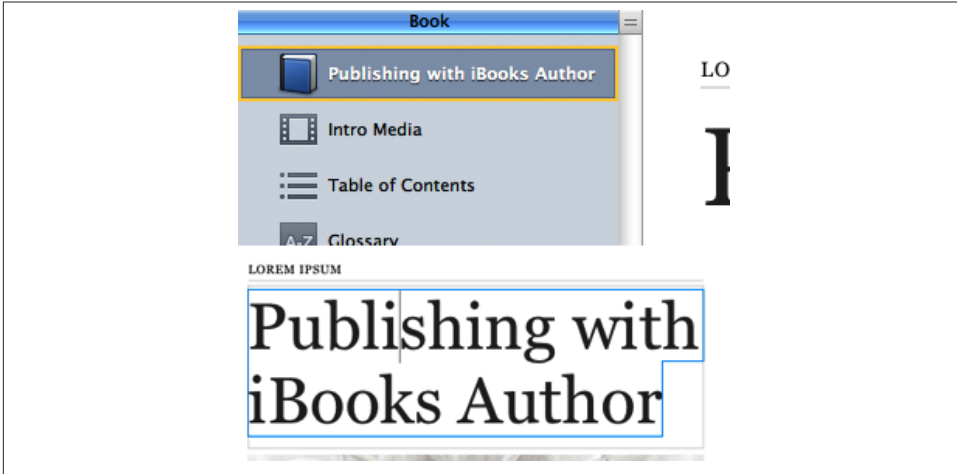 Book
Publishing with iBooks Author
LO
Intro Media
Table of Contents
A-Z Glossary
LOREM IPSUM
Publishing with
iBooks Author